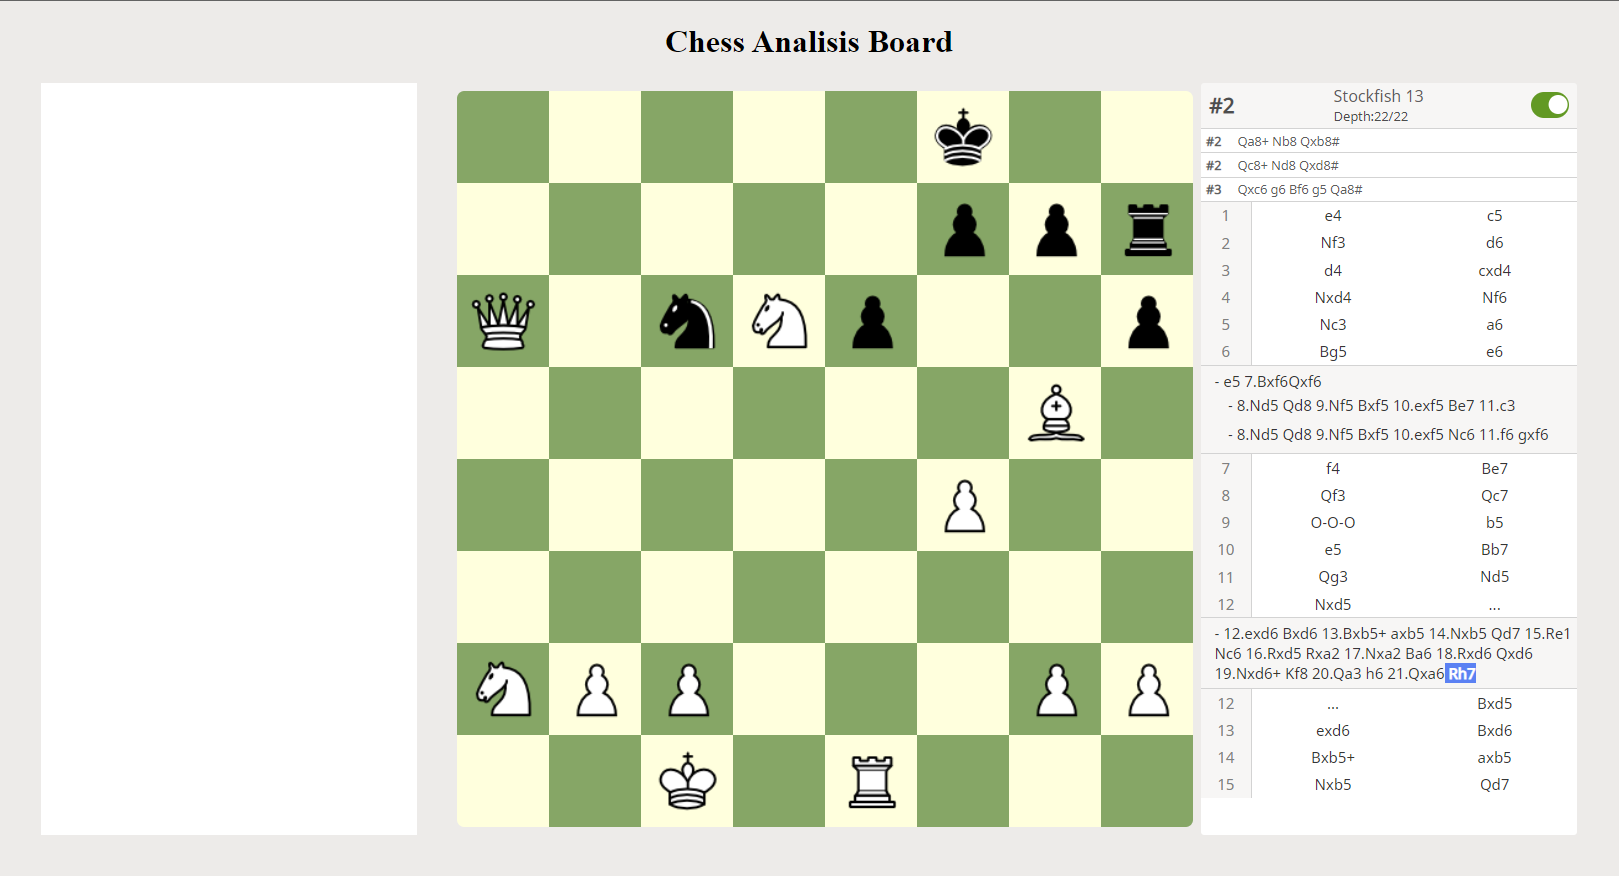 Chess Analisis Board
#2
Stockfish 13
Depth:22/22
#2 Qa8+ Nb8 Qxb8#
#2 Qc8+ Nd8 Qxd8#
#3 Qxc6 g6 Bf6 g5 Qa8#
1 e4 c5
2 Nf3 d6
3 d4 cxd4
4 Nxd4 Nf6
5 Nc3 a6
6 Bg5 e6
- e5 7.Bxf6Qxf6
- 8.Nd5 Qd8 9.Nf5 Bxf5 10.exf5 Be7 11.c3
- 8.Nd5 Qd8 9.Nf5 Bxf5 10.exf5 Nc6 11.f6 gxf6
7 f4 Be7
8 Qf3 Qc7
9 O-O-O b5
10 e5 Bb7
11 Qg3 Nd5
12 Nxd5 ...
- 12.exd6 Bxd6 13.Bxb5+ axb5 14.Nxb5 Qd7 15.Re1
Nc6 16.Rxd5 Rxa2 17.Nxa2 Ba6 18.Rxd6 Qxd6
19.Nxd6+ Kf8 20.Qa3 h6 21.Qxa6 Rh7
12 ... Bxd5
13 exd6 Bxd6
14 Bxb5+ axb5
15 Nxb5 Qd7